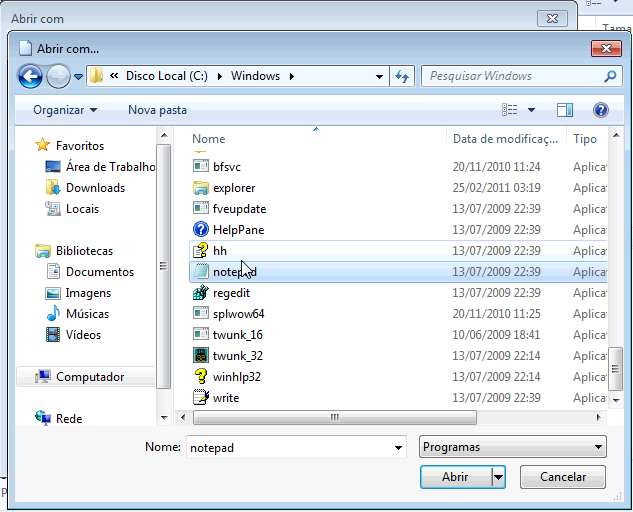 Abrir com
Tama
Abrir com...
« Disco Local (C:) Windows
Pesquisar Windows
Organizar Nova pasta
Nome Data de modificaç... Tipo
Favoritos
Área de Trabalho
Downloads
Locais
Bibliotecas
Documentos
Imagens
Músicas
Vídeos
Computador
Rede
bfsvc 20/11/2010 11:24 Aplica
explorer 25/02/2011 03:19 Aplica
fveupdate 13/07/2009 22:39 Aplica
HelpPane 13/07/2009 22:39 Aplica
hh 13/07/2009 22:39 Aplica
notepad 13/07/2009 22:39 Aplica
regedit 13/07/2009 22:39 Aplica
splwow64 20/11/2010 11:25 Aplica
twunk_16 10/06/2009 18:41 Aplica
twunk_32 13/07/2009 22:14 Aplica
winhlp32 13/07/2009 22:14 Aplica
write 13/07/2009 22:39 Aplica
Nome: notepad Programas
Abrir Cancelar
P